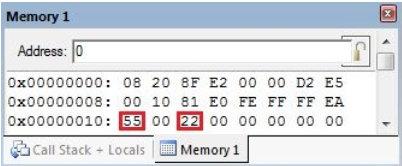 Memory 1
Address: 0
0x00000000: 08 20 8F E2 00 00 D2 E5
0x00000008: 00 10 81 E0 FE FF FF EA
0x00000010: 55 00 22 00 00 00 00 00
Call Stack + Locals Memory 1